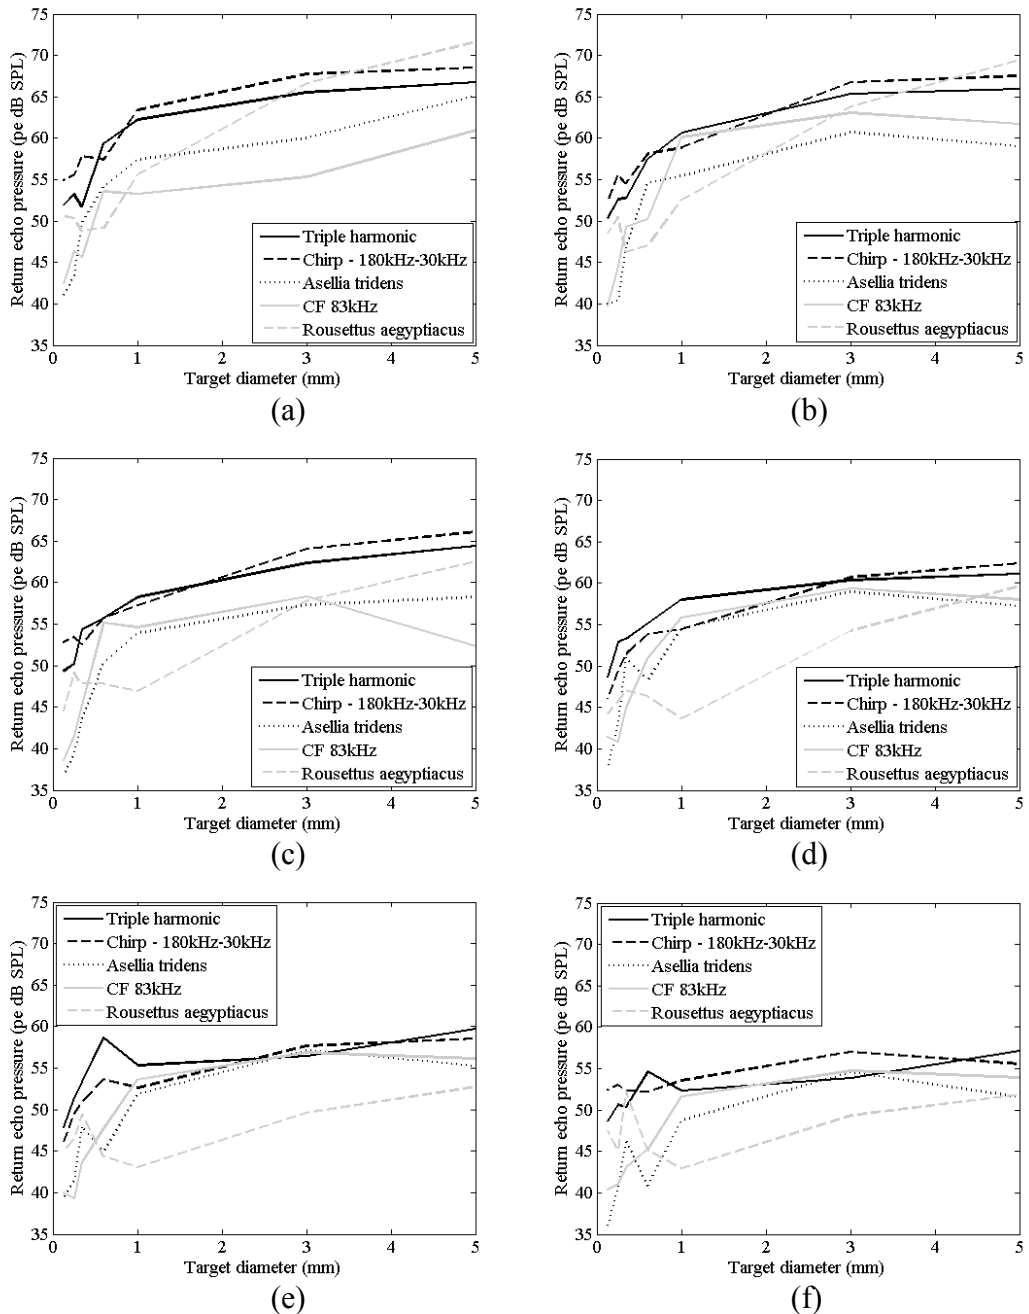 75
70
65
60
55
50
45
40
35
0
1
2
3
4
5
Return echo pressure (pe dB SPL)
Target diameter (mm)
Triple harmonic
Chirp - 180kHz-30kHz
Asellia tridens
CF 83kHz
Rousettus aegyptiacus
(a)
75
70
65
60
55
50
45
40
35
0
1
2
3
4
5
Return echo pressure (pe dB SPL)
Target diameter (mm)
Triple harmonic
Chirp - 180kHz-30kHz
Asellia tridens
CF 83kHz
Rousettus aegyptiacus
(b)
75
70
65
60
55
50
45
40
35
0
1
2
3
4
5
Return echo pressure (pe dB SPL)
Target diameter (mm)
Triple harmonic
Chirp - 180kHz-30kHz
Asellia tridens
CF 83kHz
Rousettus aegyptiacus
(c)
75
70
65
60
55
50
45
40
35
0
1
2
3
4
5
Return echo pressure (pe dB SPL)
Target diameter (mm)
Triple harmonic
Chirp - 180kHz-30kHz
Asellia tridens
CF 83kHz
Rousettus aegyptiacus
(d)
75
70
65
60
55
50
45
40
35
0
1
2
3
4
5
Return echo pressure (pe dB SPL)
Target diameter (mm)
Triple harmonic
Chirp - 180kHz-30kHz
Asellia tridens
CF 83kHz
Rousettus aegyptiacus
(e)
75
70
65
60
55
50
45
40
35
0
1
2
3
4
5
Return echo pressure (pe dB SPL)
Target diameter (mm)
Triple harmonic
Chirp - 180kHz-30kHz
Asellia tridens
CF 83kHz
Rousettus aegyptiacus
(f)